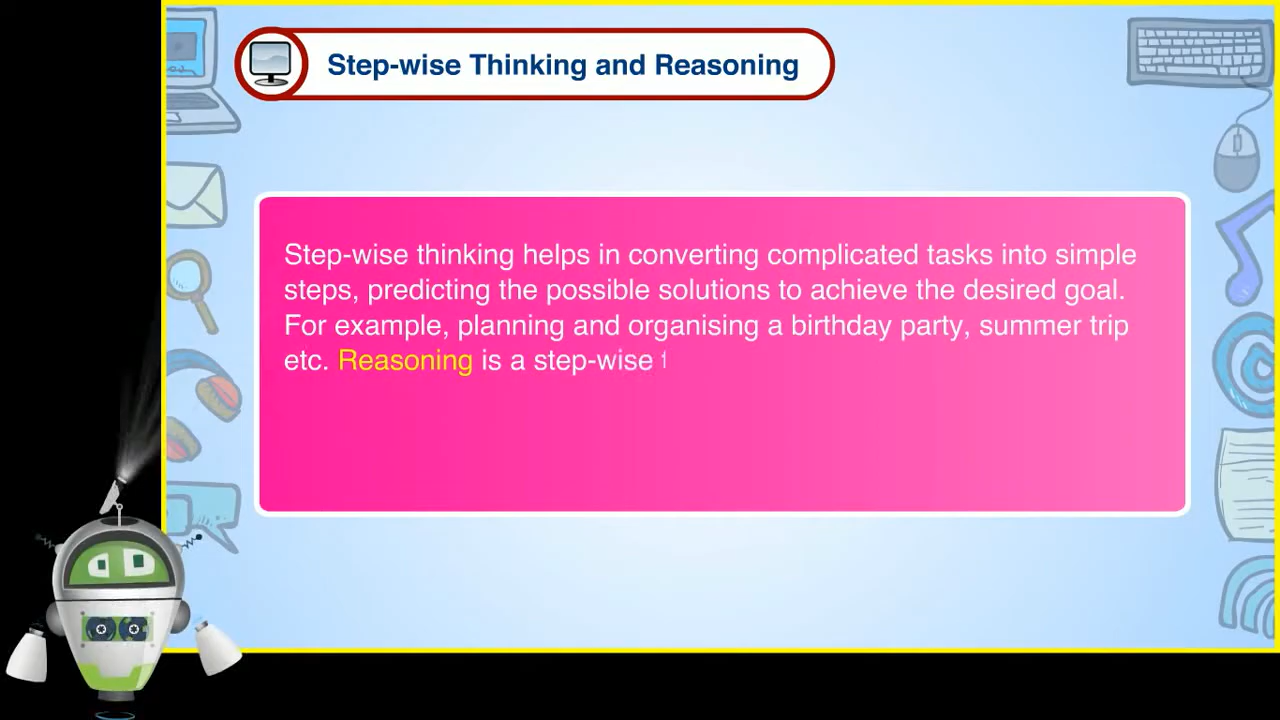 Step-wise Thinking and Reasoning
Step-wise thinking helps in converting complicated tasks into simple
steps, predicting the possible solutions to achieve the desired goal.
For example, planning and organising a birthday party, summer trip
etc. Reasoning is a step-wise